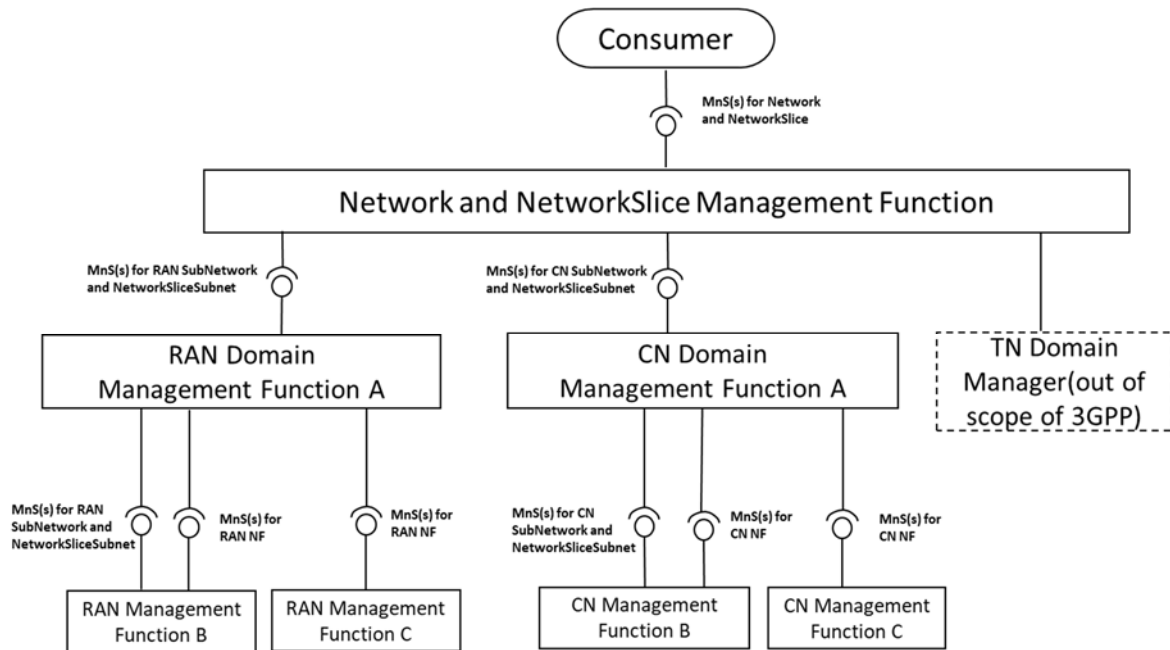 Consumer
MnS(s) for Network
and NetworkSlice
Network and NetworkSlice Management Function
MnS(s) for RAN SubNetwork
and NetworkSliceSubnet
MnS(s) for CN SubNetwork
and NetworkSliceSubnet
RAN Domain
Management Function A
CN Domain
Management Function A
TN Domain
Manager(out of
scope of 3GPP)
MnS(s) for RAN
SubNetwork and
NetworkSliceSubnet
MnS(s) for
RAN NF
MnS(s) for
RAN NF
MnS(s) for CN
SubNetwork and
NetworkSliceSubnet
MnS(s) for
CN NF
MnS(s) for
CN NF
RAN Management
Function B
RAN Management
Function C
CN Management
Function B
CN Management
Function C